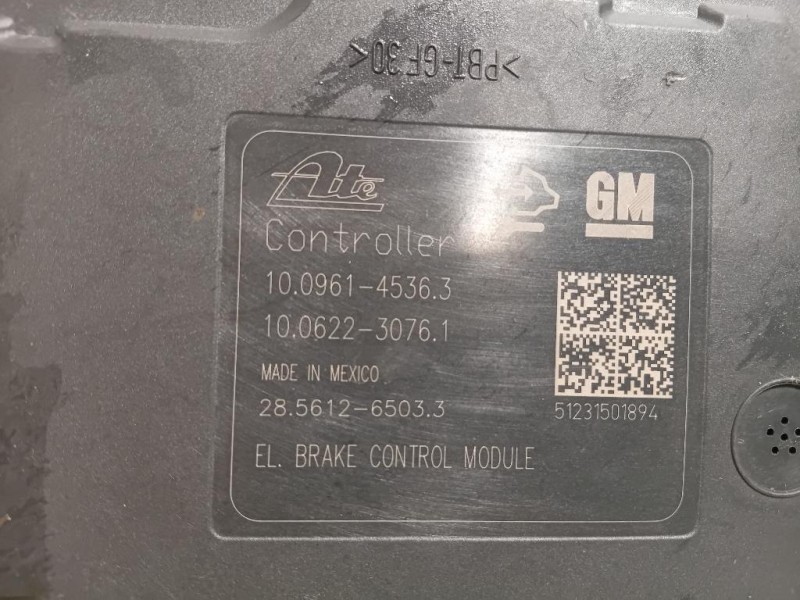 >PBT-GF30<
Ate
GM
Controller
10.0961-4536.3
10.0622-3076.1
MADE IN MEXICO
28.5612-6503.3
51231501894
EL. BRAKE CONTROL MODULE